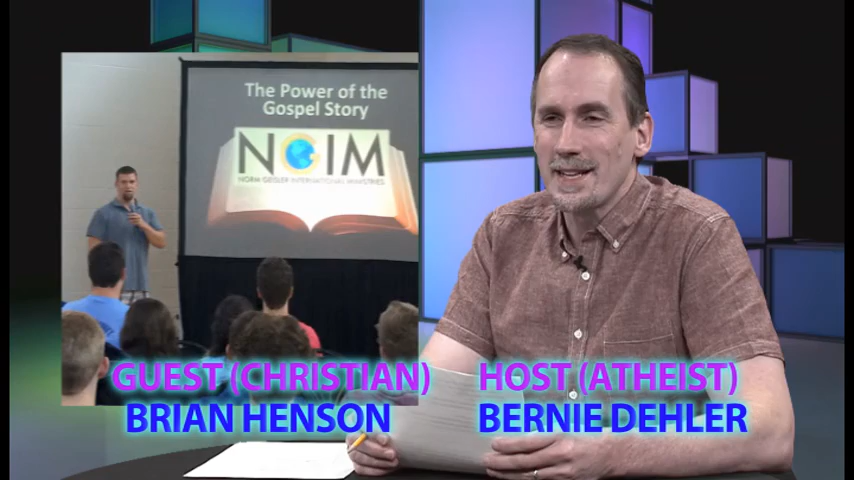 The Power of the
Gospel Story
NGIM
NORM GEISLER INTERNATIONAL MINISTRIES
GUEST (CHRISTIAN)
BRIAN HENSON
HOST (ATHEIST)
BERNIE DEHLER